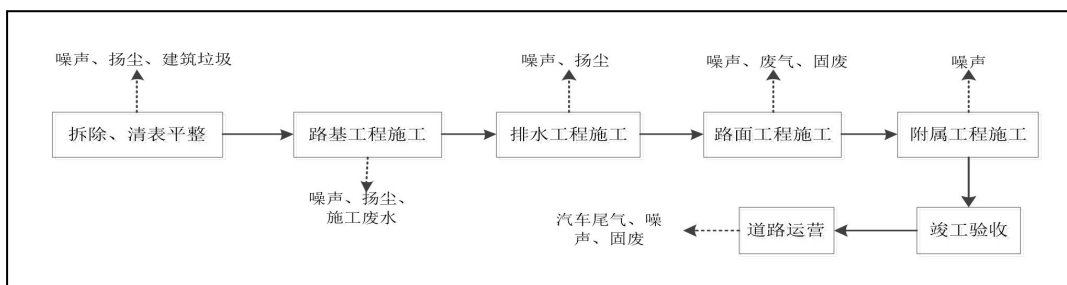 噪声、扬尘、建筑垃圾
噪声、扬尘
噪声、废气、固废
噪声
拆除、清表平整
路基工程施工
排水工程施工
路面工程施工
附属工程施工
噪声、扬尘、
施工废水
汽车尾气、噪
声、固废
道路运营
竣工验收